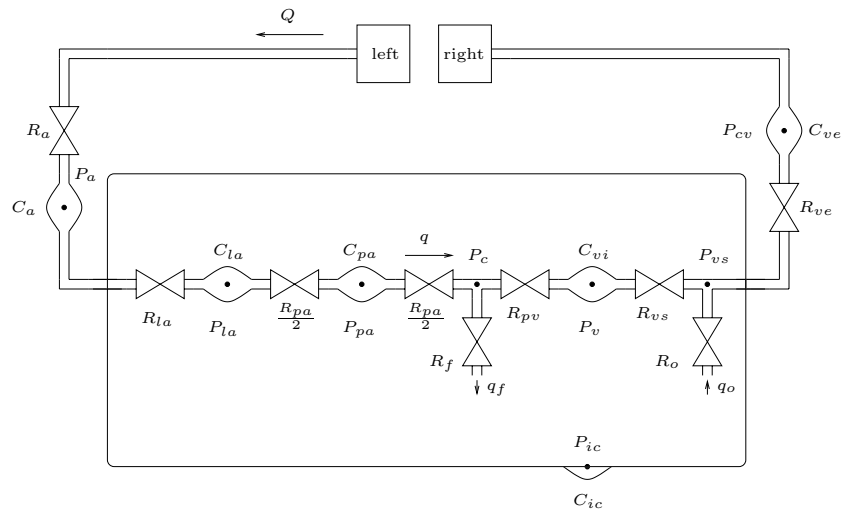 Q
left right
R_a P_cv C_ve
P_a
C_a R_ve
C_la C_pa q P_c C_vi P_vs
R_la P_la R_pa/2 P_pa R_pa/2 R_pv P_v R_vs
R_f R_o
q_f q_o
P_ic
C_ic